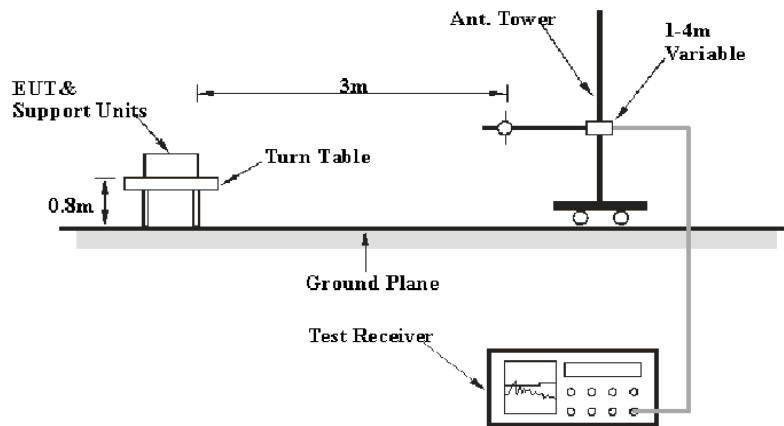 Ant. Tower
1-4m
Variable
EUT &
Support Units
3m
Turn Table
0.8m
Ground Plane
Test Receiver